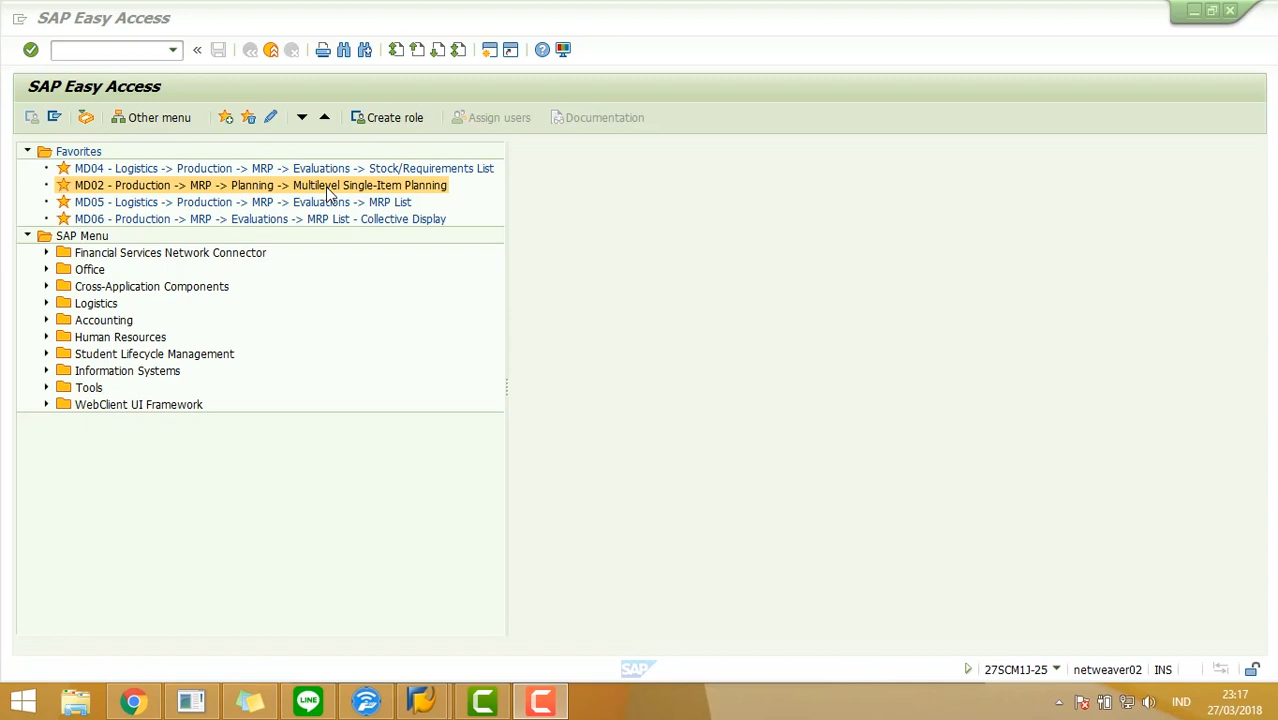 SAP Easy Access
SAP Easy Access
Other menu
Create role
Assign users
Documentation
Favorites
MD04 - Logistics -> Production -> MRP -> Evaluations -> Stock/Requirements List
MD02 - Production -> MRP -> Planning -> Multilevel Single-Item Planning
MD05 - Logistics -> Production -> MRP -> Evaluations -> MRP List
MD06 - Production -> MRP -> Evaluations -> MRP List - Collective Display
SAP Menu
Financial Services Network Connector
Office
Cross-Application Components
Logistics
Accounting
Human Resources
Student Lifecycle Management
Information Systems
Tools
WebClient UI Framework
SAP
27SCM1J-25
netweaver02
INS
LINE
IND
23:17
27/03/2018